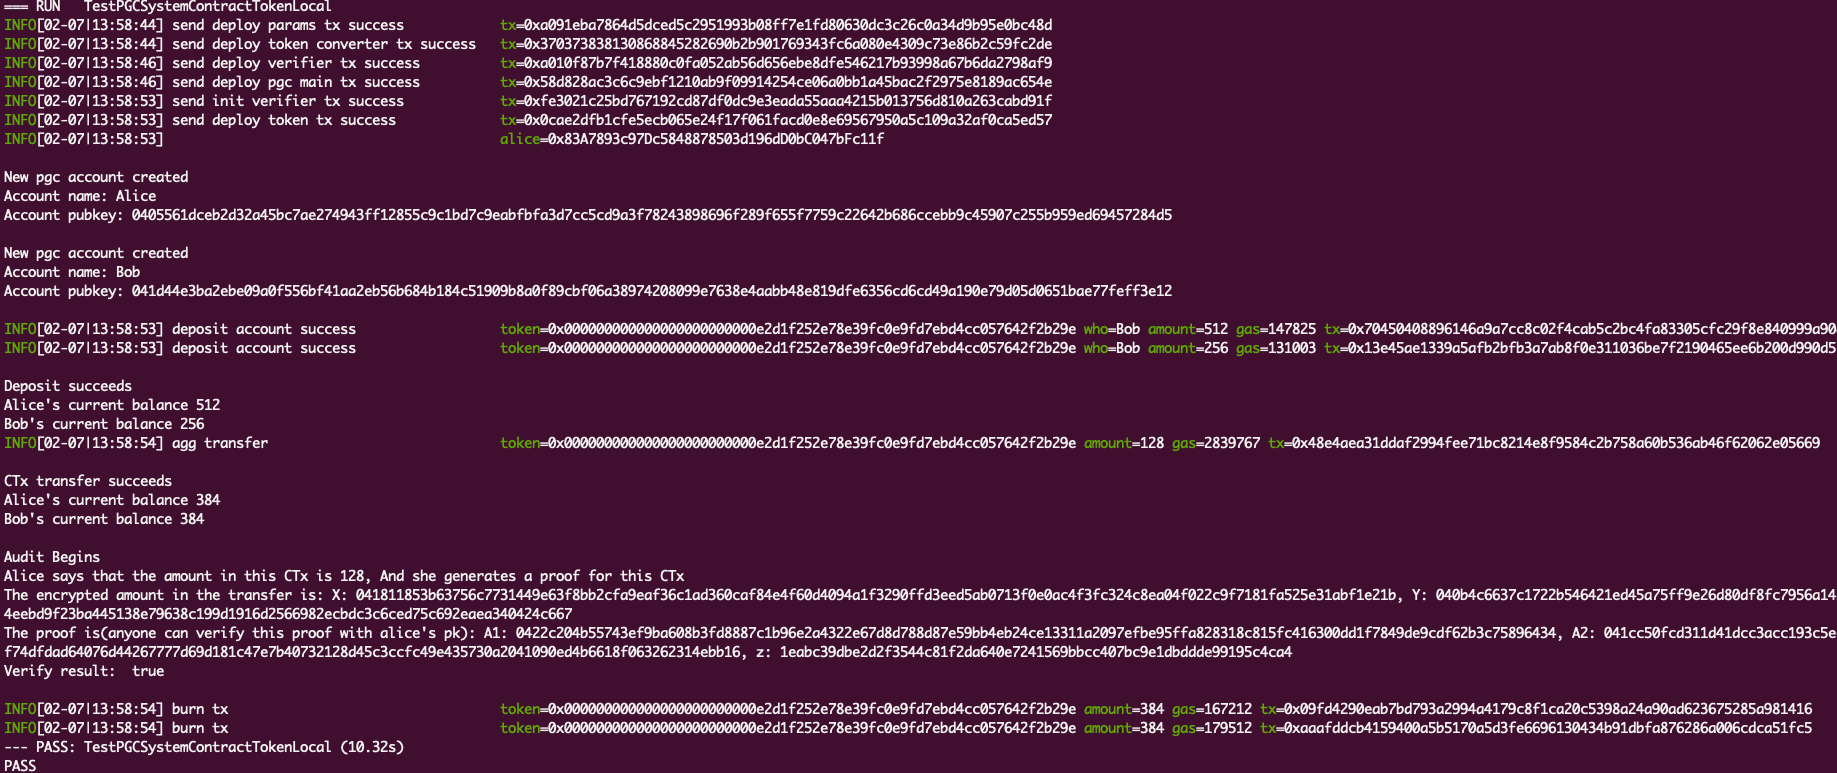 === RUN   TestPGCSystemContractTokenLocal
INFO[02-07|13:58:44] send deploy params tx success            tx=0xa091eba7864d5dced5c2951993b08ff7e1fd80630dc3c26c0a34d9b95e0bc48d
INFO[02-07|13:58:44] send deploy token converter tx success   tx=0x370373838130868845282690b2b901769343fc6a080e4309c73e86b2c59fc2de
INFO[02-07|13:58:46] send deploy verifier tx success          tx=0xa010f87b7f418880c0fa052ab56d656ebe8dfe546217b93998a67b6da2798af9
INFO[02-07|13:58:46] send deploy pgc main tx success          tx=0x58d828ac3c6c9ebf1210ab9f09914254ce06a0bb1a45bac2f2975e8189ac654e
INFO[02-07|13:58:53] send init verifier tx success            tx=0xfe3021c25bd767192cd87df0dc9e3eada55aaa4215b013756d810a263cabd91f
INFO[02-07|13:58:53] send deploy token tx success             tx=0x0cae2dfb1cfe5ecb065e24f17f061facd0e8e69567950a5c109a32af0ca5ed57
INFO[02-07|13:58:53]                                          alice=0x83A7893c97Dc5848878503d196dD0bC047bFc11f
New pgc account created
Account name: Alice
Account pubkey: 0405561dceb2d32a45bc7ae274943ff12855c9c1bd7c9eabfbfa3d7cc5cd9a3f78243898696f289f655f7759c22642b686ccebb9c45907c255b959ed69457284d5
New pgc account created
Account name: Bob
Account pubkey: 041d44e3ba2ebe09a0f556bf41aa2eb56b684b184c51909b8a0f89cbf06a38974208099e7638e4aabb48e819dfe6356cd6cd49a190e79d05d0651bae77feff3e12
INFO[02-07|13:58:53] deposit account success                  token=0x000000000000000000000000e2d1f252e78e39fc0e9fd7ebd4cc057642f2b29e who=Bob amount=512 gas=147825 tx=0x70450408896146a9a7cc8c02f4cab5c2bc4fa83305cfc29f8e840999a90
INFO[02-07|13:58:53] deposit account success                  token=0x000000000000000000000000e2d1f252e78e39fc0e9fd7ebd4cc057642f2b29e who=Bob amount=256 gas=131003 tx=0x13e45ae1339a5afb2bfb3a7ab8f0e311036be7f2190465ee6b200d990d5
Deposit succeeds
Alice's current balance 512
Bob's current balance 256
INFO[02-07|13:58:54] agg transfer                             token=0x000000000000000000000000e2d1f252e78e39fc0e9fd7ebd4cc057642f2b29e amount=128 gas=2839767 tx=0x48e4aea31ddaf2994fee71bc8214e8f9584c2b758a60b536ab46f62062e05669
CTx transfer succeeds
Alice's current balance 384
Bob's current balance 384
Audit Begins
Alice says that the amount in this CTx is 128, And she generates a proof for this CTx
The encrypted amount in the transfer is: X: 041811853b63756c7731449e63f8bb2cfa9eaf36c1ad360caf84e4f60d4094a1f3290ffd3eed5ab0713f0e0ac4f3fc324c8ea04f022c9f7181fa525e31abf1e21b, Y: 040b4c6637c1722b546421ed45a75ff9e26d80df8fc7956a14
4eebd9f23ba445138e79638c199d1916d2566982ecbdc3c6ced75c692eaea340424c667
The proof is(anyone can verify this proof with alice's pk): A1: 0422c204b55743ef9ba608b3fd8887c1b96e2a4322e67d8d788d87e59bb4eb24ce13311a2097efbe95ffa828318c815fc416300dd1f7849de9cdf62b3c75896434, A2: 041cc50fcd311d41dcc3acc193c5e
f74dfdad64076d44267777d69d181c47e7b40732128d45c3ccfc49e435730a2041090ed4b6618f063262314ebb16, z: 1eabc39dbe2d2f3544c81f2da640e7241569bbcc407bc9e1dbddde99195c4ca4
Verify result:  true
INFO[02-07|13:58:54] burn tx                                  token=0x000000000000000000000000e2d1f252e78e39fc0e9fd7ebd4cc057642f2b29e amount=384 gas=167212 tx=0x09fd4290eab7bd793a2994a4179c8f1ca20c5398a24a90ad623675285a981416
INFO[02-07|13:58:54] burn tx                                  token=0x000000000000000000000000e2d1f252e78e39fc0e9fd7ebd4cc057642f2b29e amount=384 gas=179512 tx=0xaaafddcb4159400a5b5170a5d3fe6696130434b91dbfa876286a006cdca51fc5
--- PASS: TestPGCSystemContractTokenLocal (10.32s)
PASS